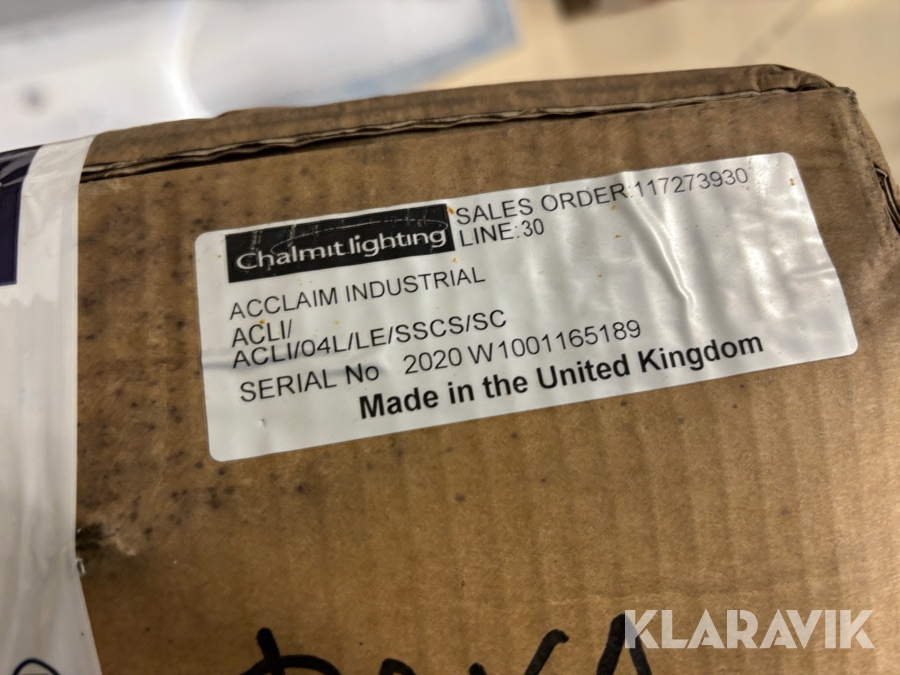 Chalmit lighting
SALES ORDER:117273930
LINE:30
ACCLAIM INDUSTRIAL
ACLI/
ACLI/04L/LE/SSCS/SC
SERIAL No 2020 W1001165189
Made in the United Kingdom
KLARAVIK